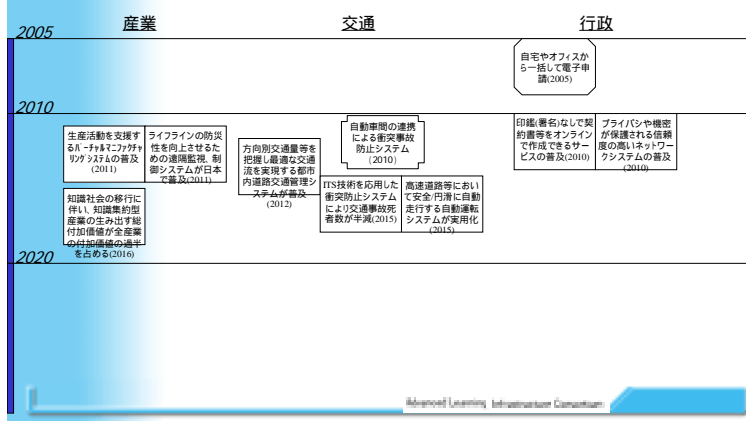 産業
交通
行政
2005
自宅やオフィスか
ら一括して電子申
請(2005)
2010
生産活動を支援す
るバーチャルマニファクチャ
リングシステムの普及
(2011)
ライフラインの防災
性を向上させるた
めの遠隔監視、制
御システムが日本
で普及(2011)
方向別交通量等を
把握し最適な交通
流を実現する都市
内道路交通管理シ
ステムが普及
(2012)
自動車間の連携
による衝突事故
防止システム
(2010)
印鑑(署名)なしで契
約書等をオンライン
で作成できるサー
ビスの普及(2010)
プライバシや機密
が保護される信頼
度の高いネットワー
クシステムの普及
(2010)
知識社会の移行に
伴い、知識集約型
産業の生み出す総
付加価値が全産業
の付加価値の過半
を占める(2016)
ITS技術を応用した
衝突防止システム
により交通事故死
者数が半減(2015)
高速道路等におい
て安全/円滑に自動
走行する自動運転
システムが実用化
(2015)
2020
Advanced Learning Infrastructure Consortium